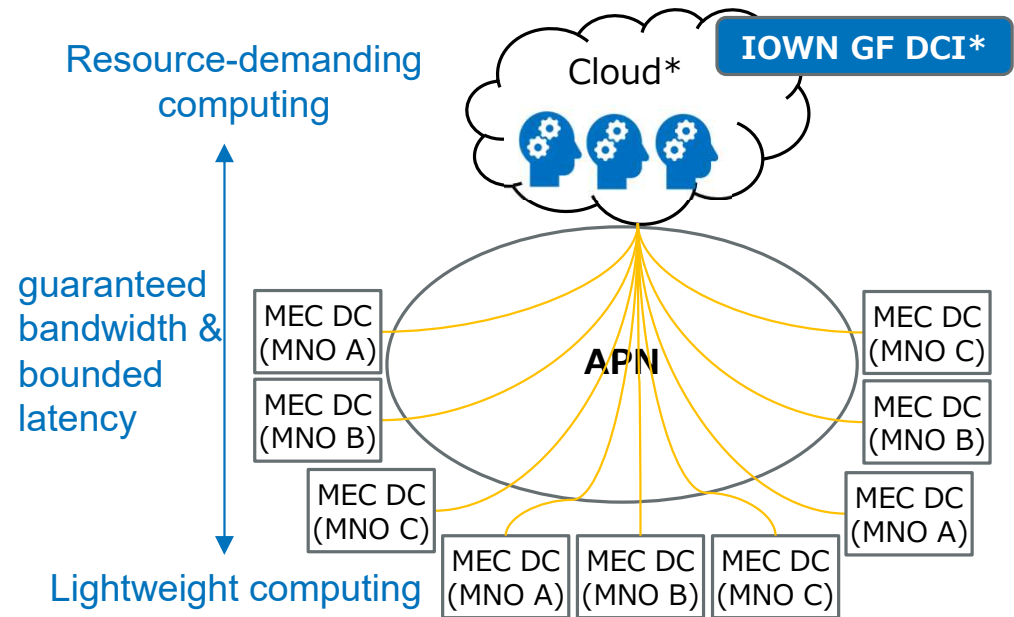 Resource-demanding
computing
Cloud*
IOWN GF DCI*
guaranteed
bandwidth &
bounded
latency
MEC DC
(MNO A)
MEC DC
(MNO B)
MEC DC
(MNO C)
MEC DC
(MNO A)
MEC DC
(MNO B)
MEC DC
(MNO C)
MEC DC
(MNO A)
MEC DC
(MNO B)
MEC DC
(MNO C)
APN
Lightweight computing